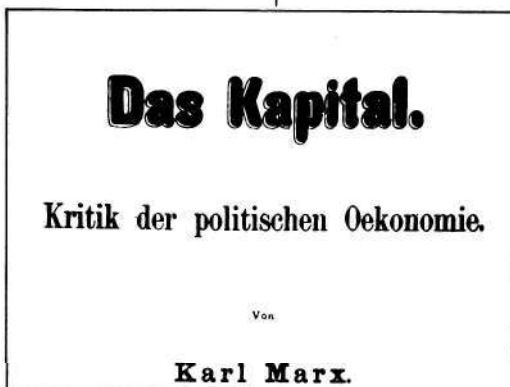 Das Kapital.
Kritik der politischen Oekonomie.
Von
Karl Marx.